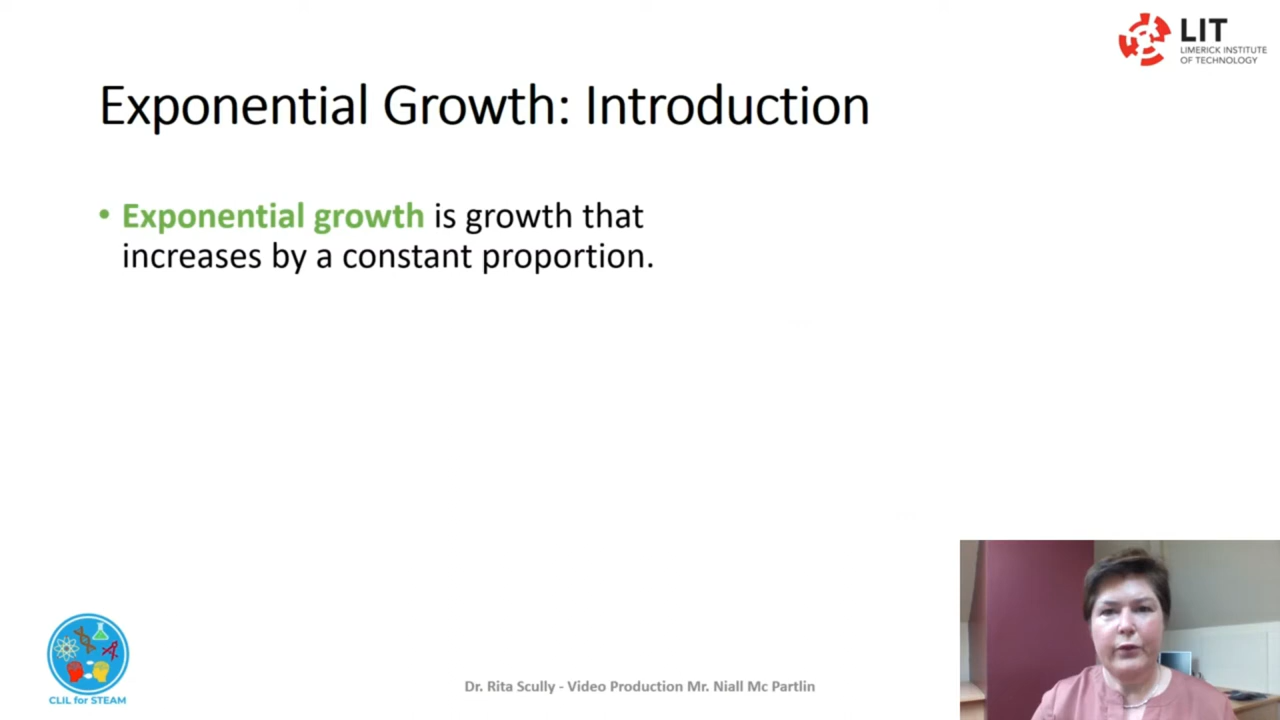 LIT
LIMERICK INSTITUTE
OF TECHNOLOGY
Exponential Growth: Introduction
• Exponential growth is growth that
increases by a constant proportion.
CLIL for STEAM
Dr. Rita Scully - Video Production Mr. Niall Mc Partlin